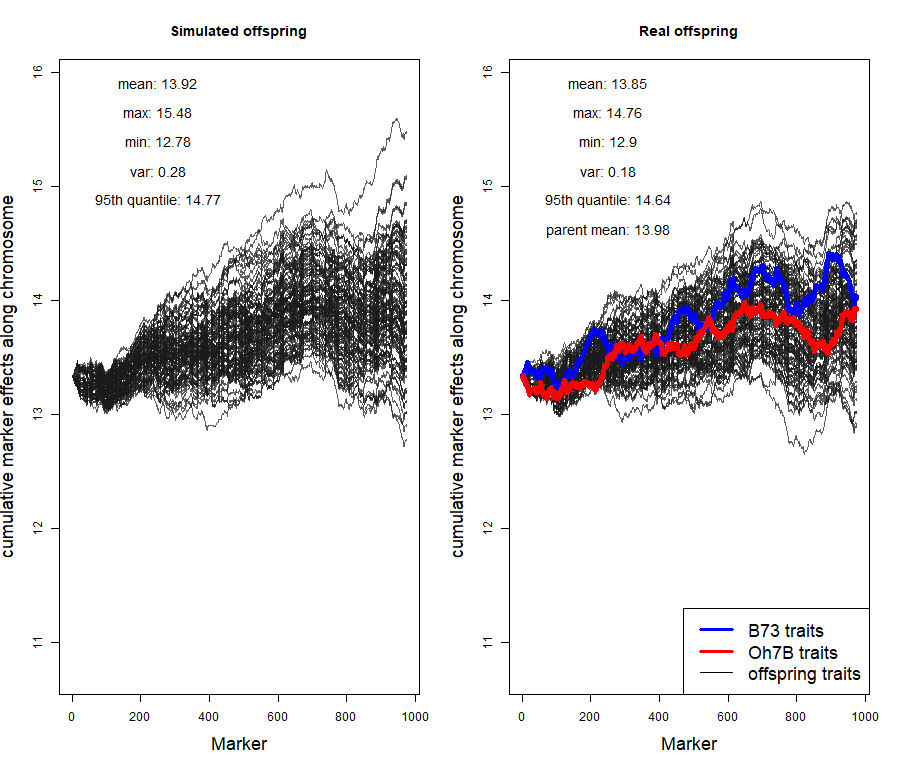 Simulated offspring
cumulative marker effects along chromosome
16
15
14
13
12
11
mean: 13.92
max: 15.48
min: 12.78
var: 0.28
95th quantile: 14.77
0
200
400
600
800
1000
Marker
Real offspring
cumulative marker effects along chromosome
16
15
14
13
12
11
mean: 13.85
max: 14.76
min: 12.9
var: 0.18
95th quantile: 14.64
parent mean: 13.98
B73 traits
Oh7B traits
offspring traits
0
200
400
600
800
1000
Marker